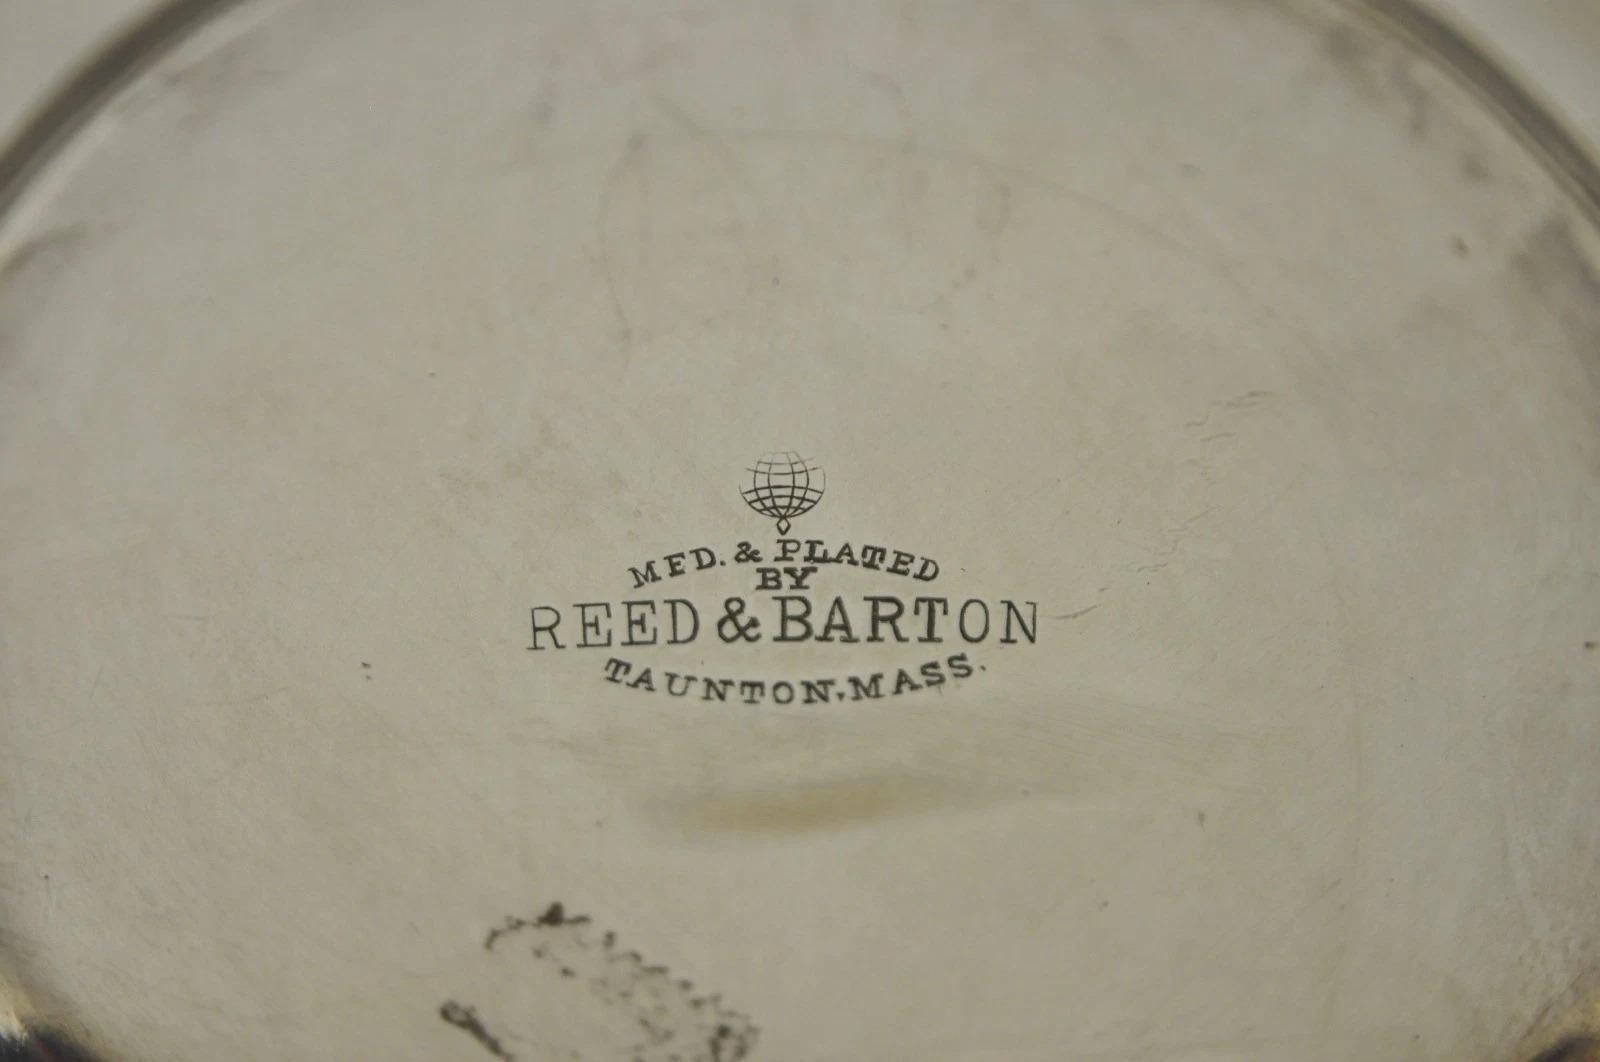 MFD. & PLATED
BY
REED & BARTON
TAUNTON, MASS.